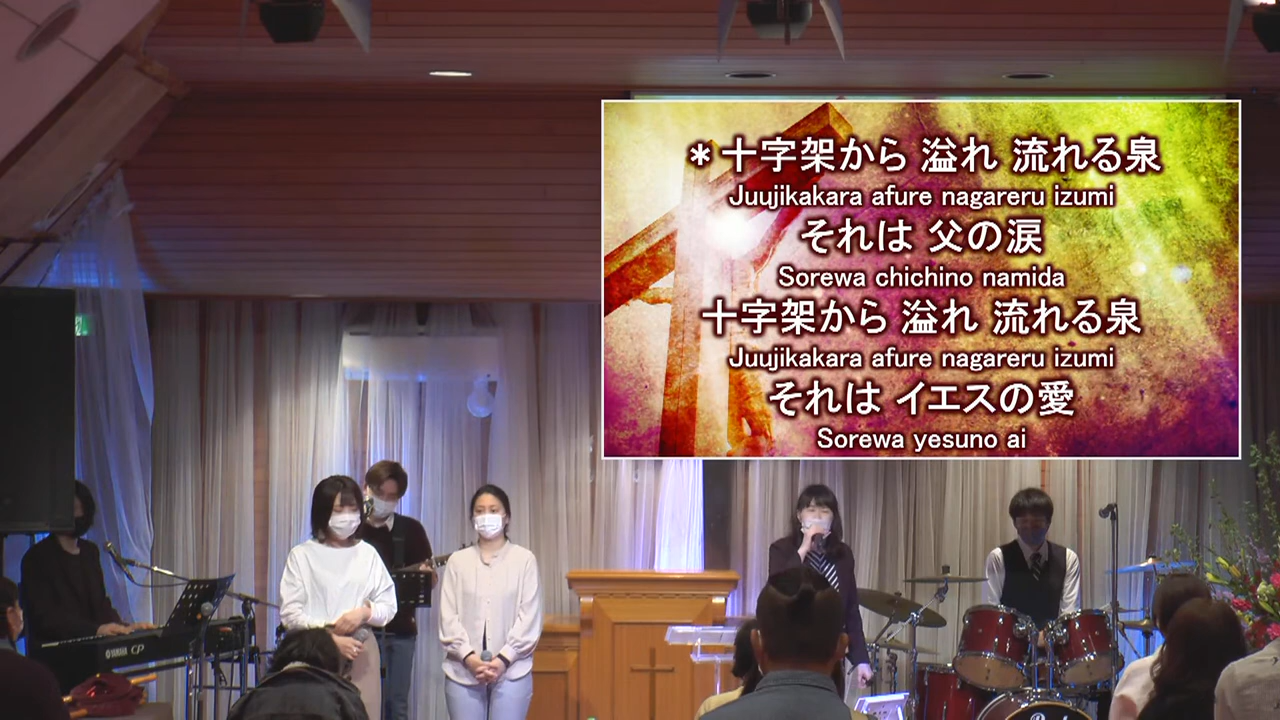 *十字架から 溢れ 流れる泉
Juujikakara afure nagareru izumi
それは 父の涙
Sorewa chichino namida
十字架から 溢れ 流れる泉
Juujikakara afure nagareru izumi
それは イエスの愛
Sorewa yesuno ai
YAMAHA CP